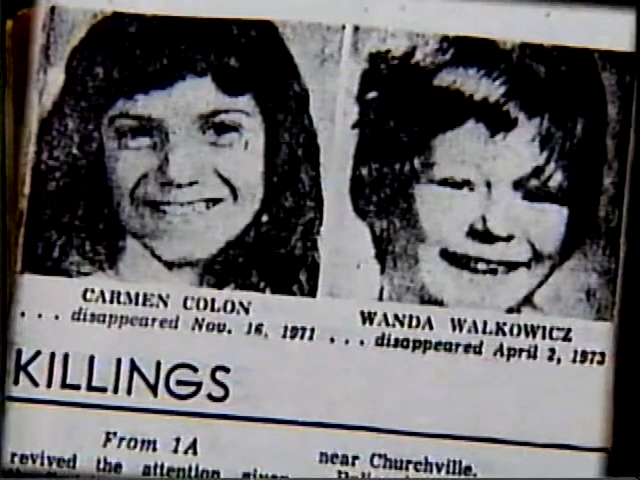 CARMEN COLON
. . . disappeared Nov. 16, 1971
WANDA WALKOWICZ
. . . disappeared April 2, 1973
KILLINGS
From 1A
revived the attention given
near Churchville.